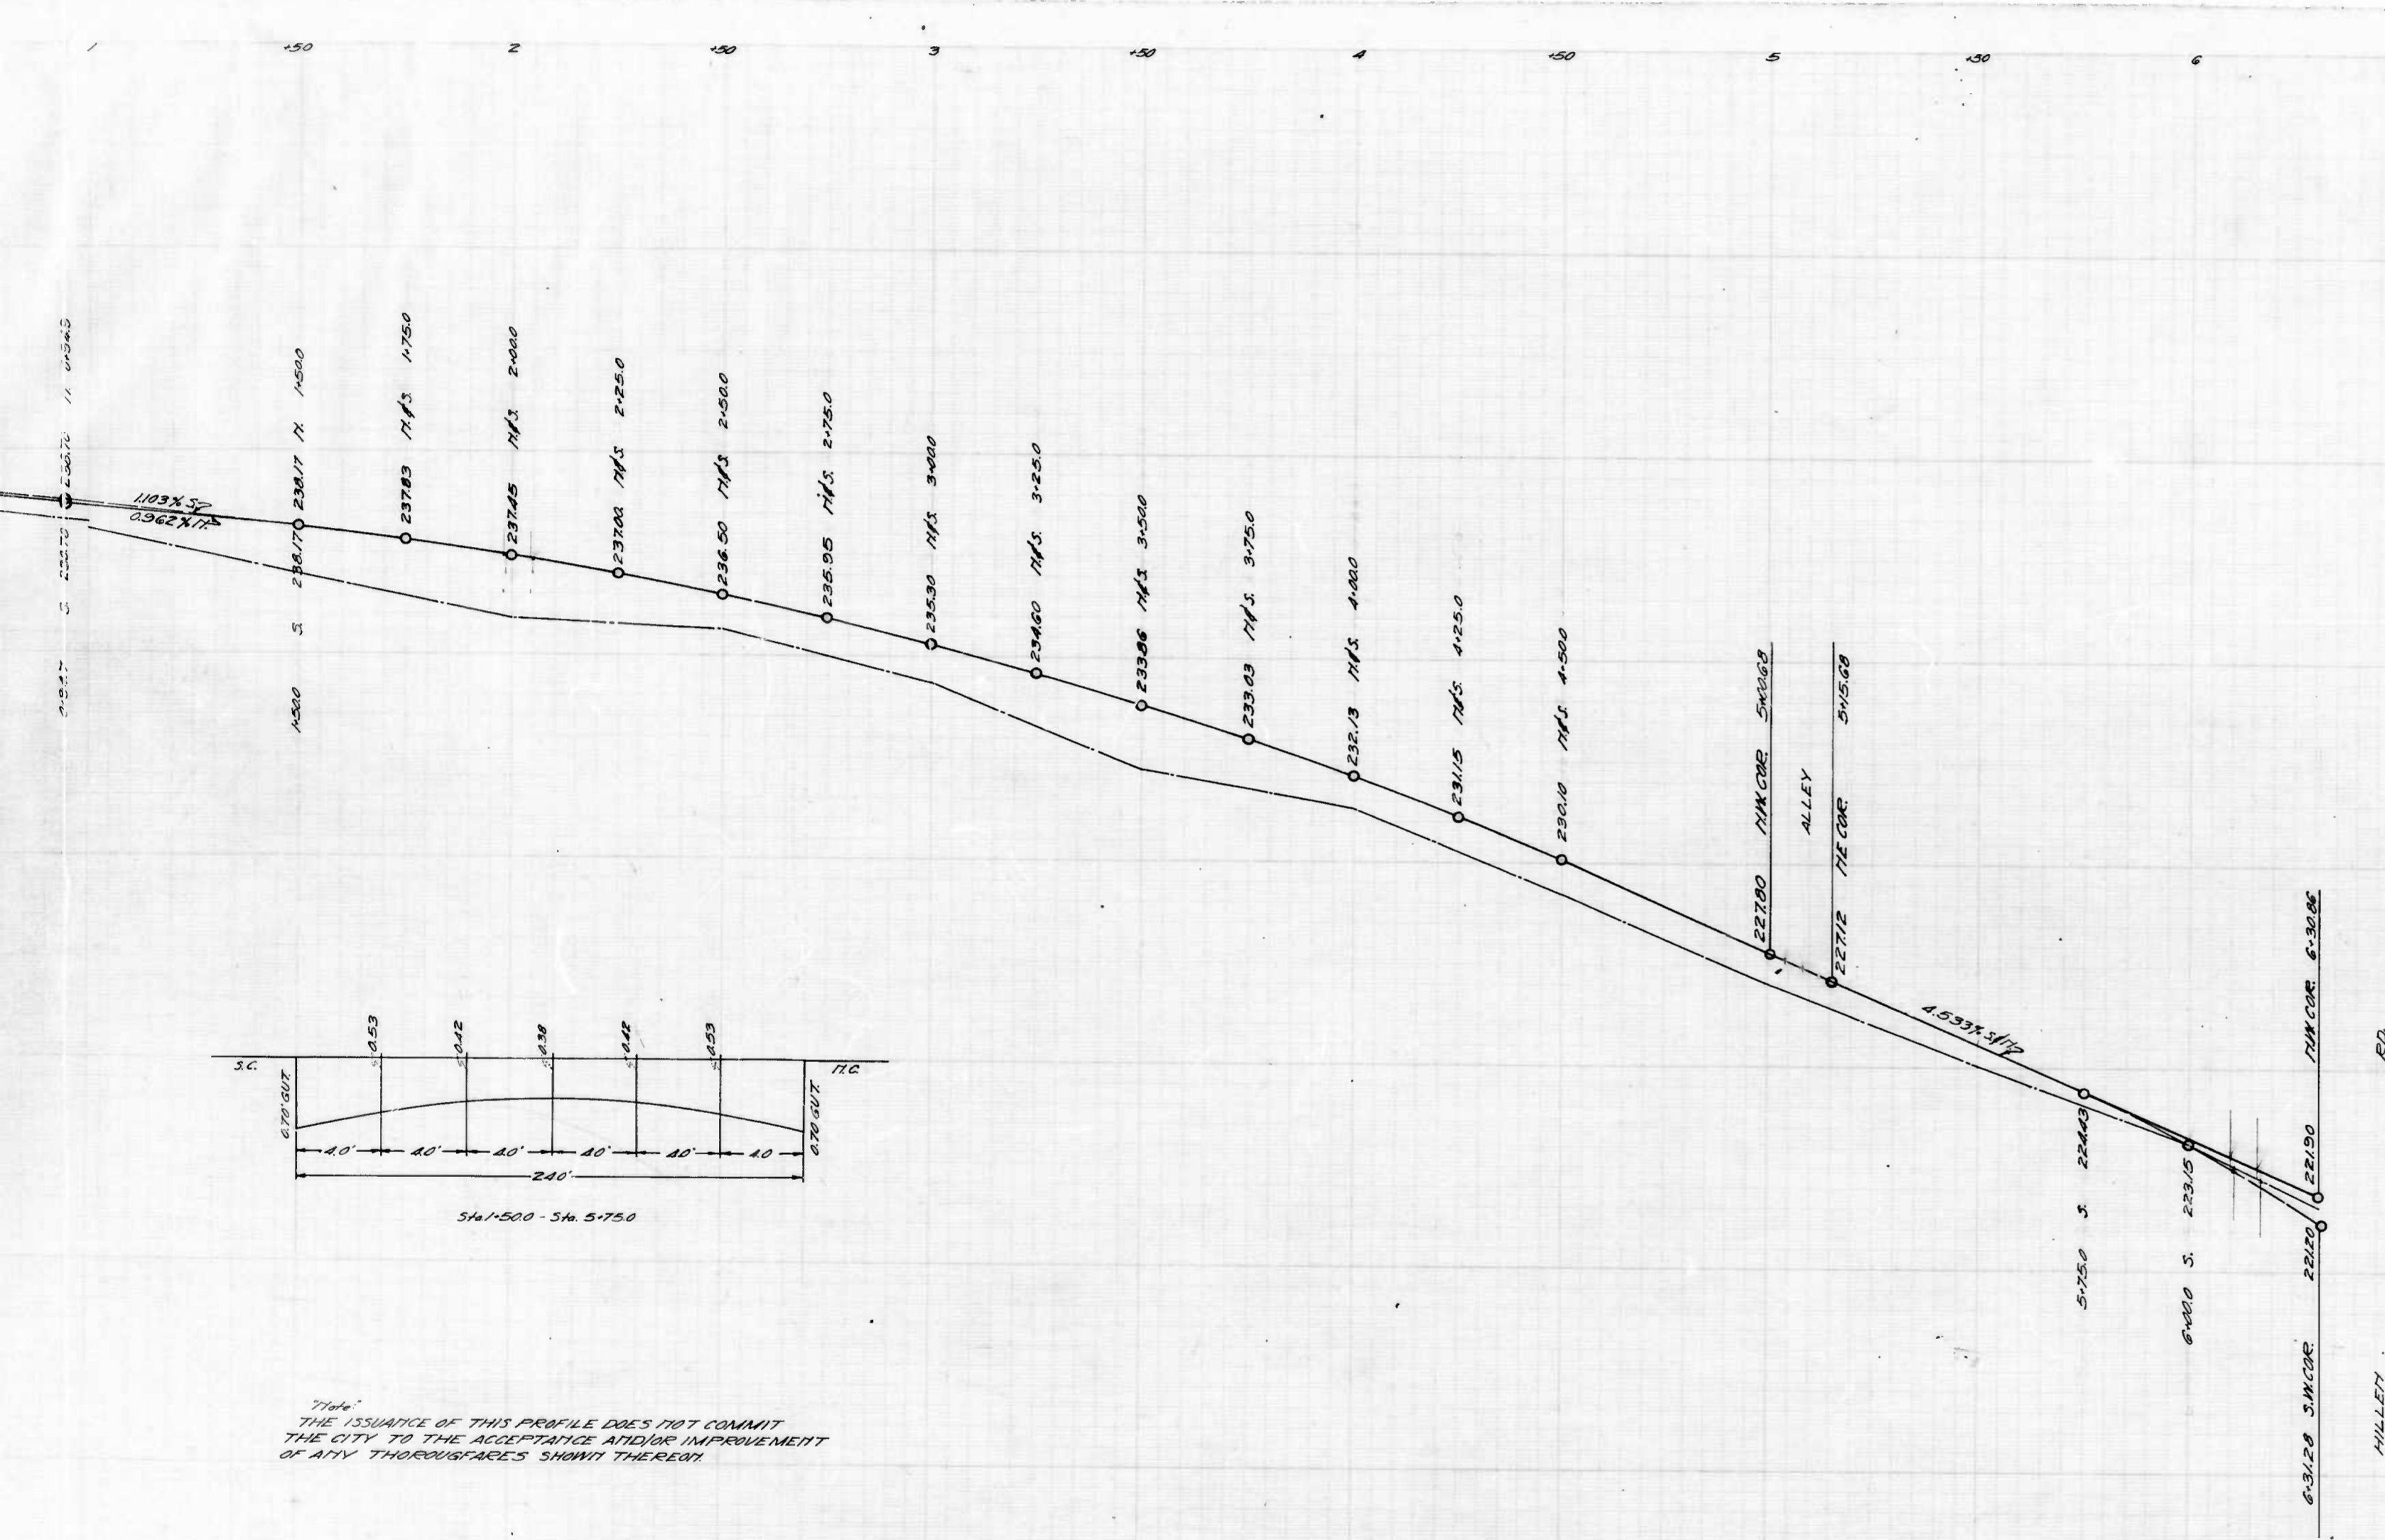 1 +50 2 +50 3 +50 4 +50 5 +50 6
1.103% S.
0.962% N.
238.17 N. 1+50.0
1+50.0 S. 238.17
237.83 N.&S. 1+75.0
237.45 N.&S. 2+00.0
237.00 N.&S. 2+25.0
236.50 N.&S. 2+50.0
235.95 N.&S. 2+75.0
235.30 N.&S. 3+00.0
234.60 N.&S. 3+25.0
233.86 N.&S. 3+50.0
233.03 N.&S. 3+75.0
232.13 N.&S. 4+00.0
231.15 N.&S. 4+25.0
230.10 N.&S. 4+50.0
227.80 N.W. COR. 5+00.68
ALLEY
227.12 N.E. COR. 5+15.68
4.533% S.&N.
5+75.0 S. 224.43
6+00.0 S. 223.15
221.90 N.W. COR. 6+30.86
6+31.28 S.W. COR. 221.20
HILLEN RD.
S.C. N.C.
0.53 0.42 0.38 0.42 0.53
0.70' GUT. 0.70 GUT.
4.0' 4.0' 4.0' 4.0' 4.0' 4.0
24.0'
Sta. 1+50.0 - Sta. 5+75.0
"Note:"
THE ISSUANCE OF THIS PROFILE DOES NOT COMMIT
THE CITY TO THE ACCEPTANCE AND/OR IMPROVEMENT
OF ANY THOROUGFARES SHOWN THEREON.